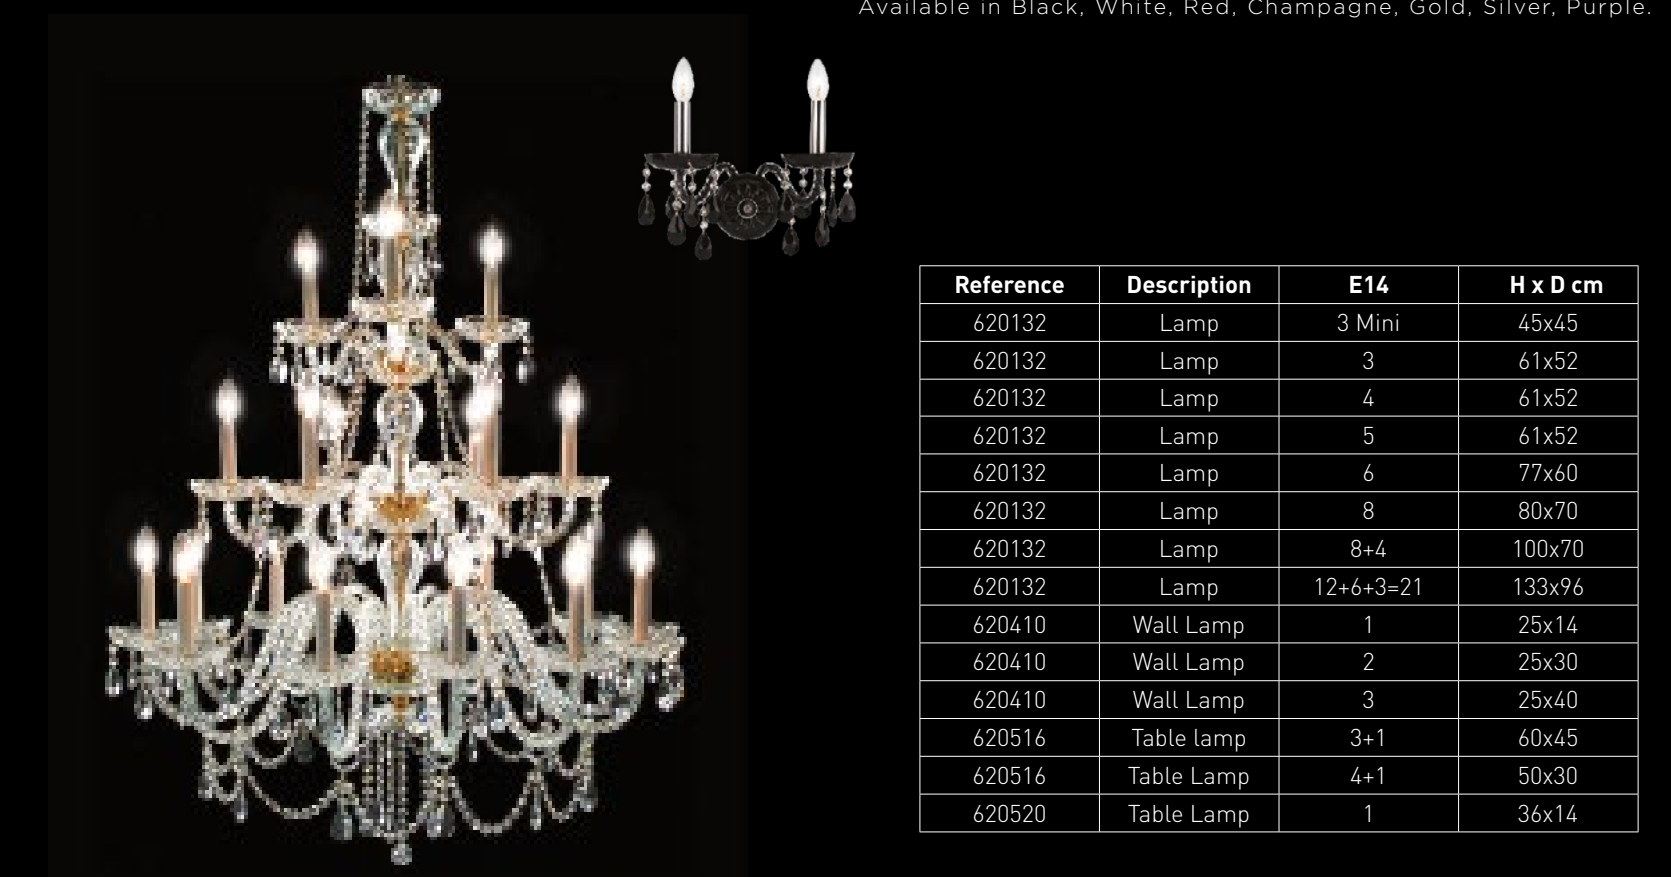 Available in Black, White, Red, Champagne, Gold, Silver, Purple.
Reference Description E14 H x D cm
620132 Lamp 3 Mini 45x45
620132 Lamp 3 61x52
620132 Lamp 4 61x52
620132 Lamp 5 61x52
620132 Lamp 6 77x60
620132 Lamp 8 80x70
620132 Lamp 8+4 100x70
620132 Lamp 12+6+3=21 133x96
620410 Wall Lamp 1 25x14
620410 Wall Lamp 2 25x30
620410 Wall Lamp 3 25x40
620516 Table lamp 3+1 60x45
620516 Table Lamp 4+1 50x30
620520 Table Lamp 1 36x14